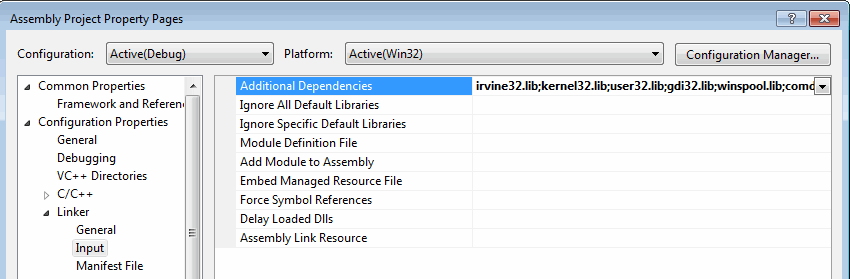 Assembly Project Property Pages
Configuration: Active(Debug) Platform: Active(Win32) Configuration Manager...
Common Properties
Framework and Referen
Configuration Properties
General
Debugging
VC++ Directories
C/C++
Linker
General
Input
Manifest File
Additional Dependencies irvine32.lib;kernel32.lib;user32.lib;gdi32.lib;winspool.lib;comd
Ignore All Default Libraries
Ignore Specific Default Libraries
Module Definition File
Add Module to Assembly
Embed Managed Resource File
Force Symbol References
Delay Loaded Dlls
Assembly Link Resource